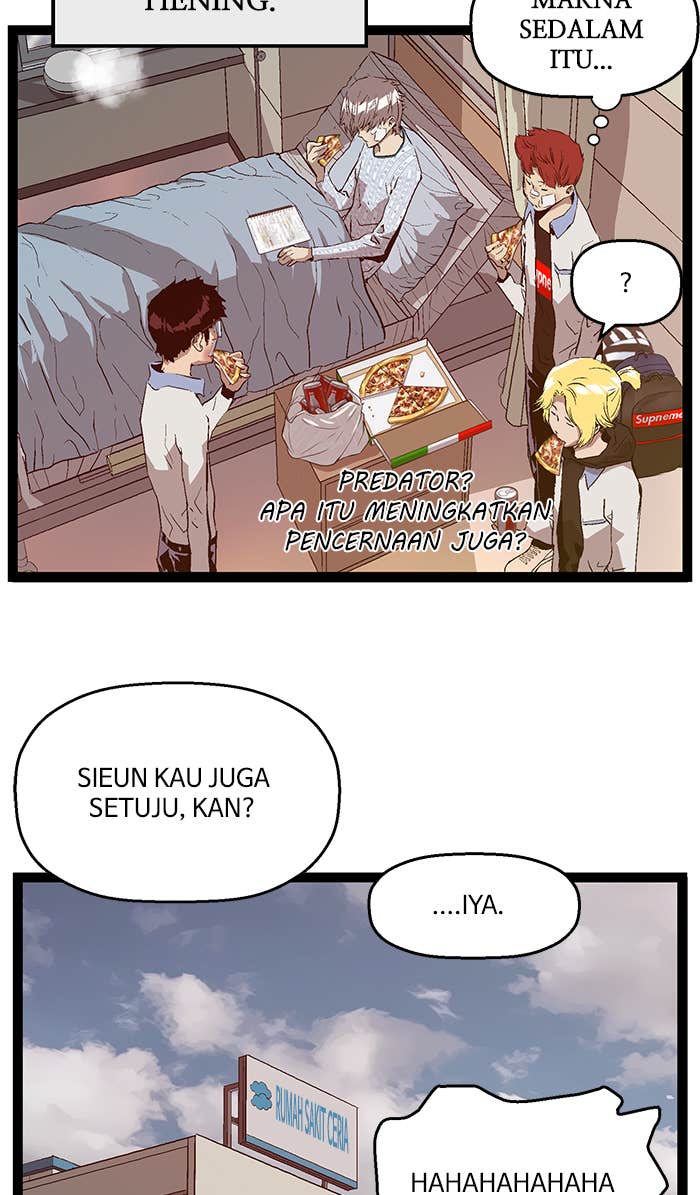 HENING.
MAKNA
SEDALAM
ITU...
?
Supreme
PREDATOR?
APA ITU MENINGKATKAN
PENCERNAAN JUGA?
SIEUN KAU JUGA
SETUJU, KAN?
....IYA.
RUMAH SAKIT CERIA
HAHAHAHAHAHA